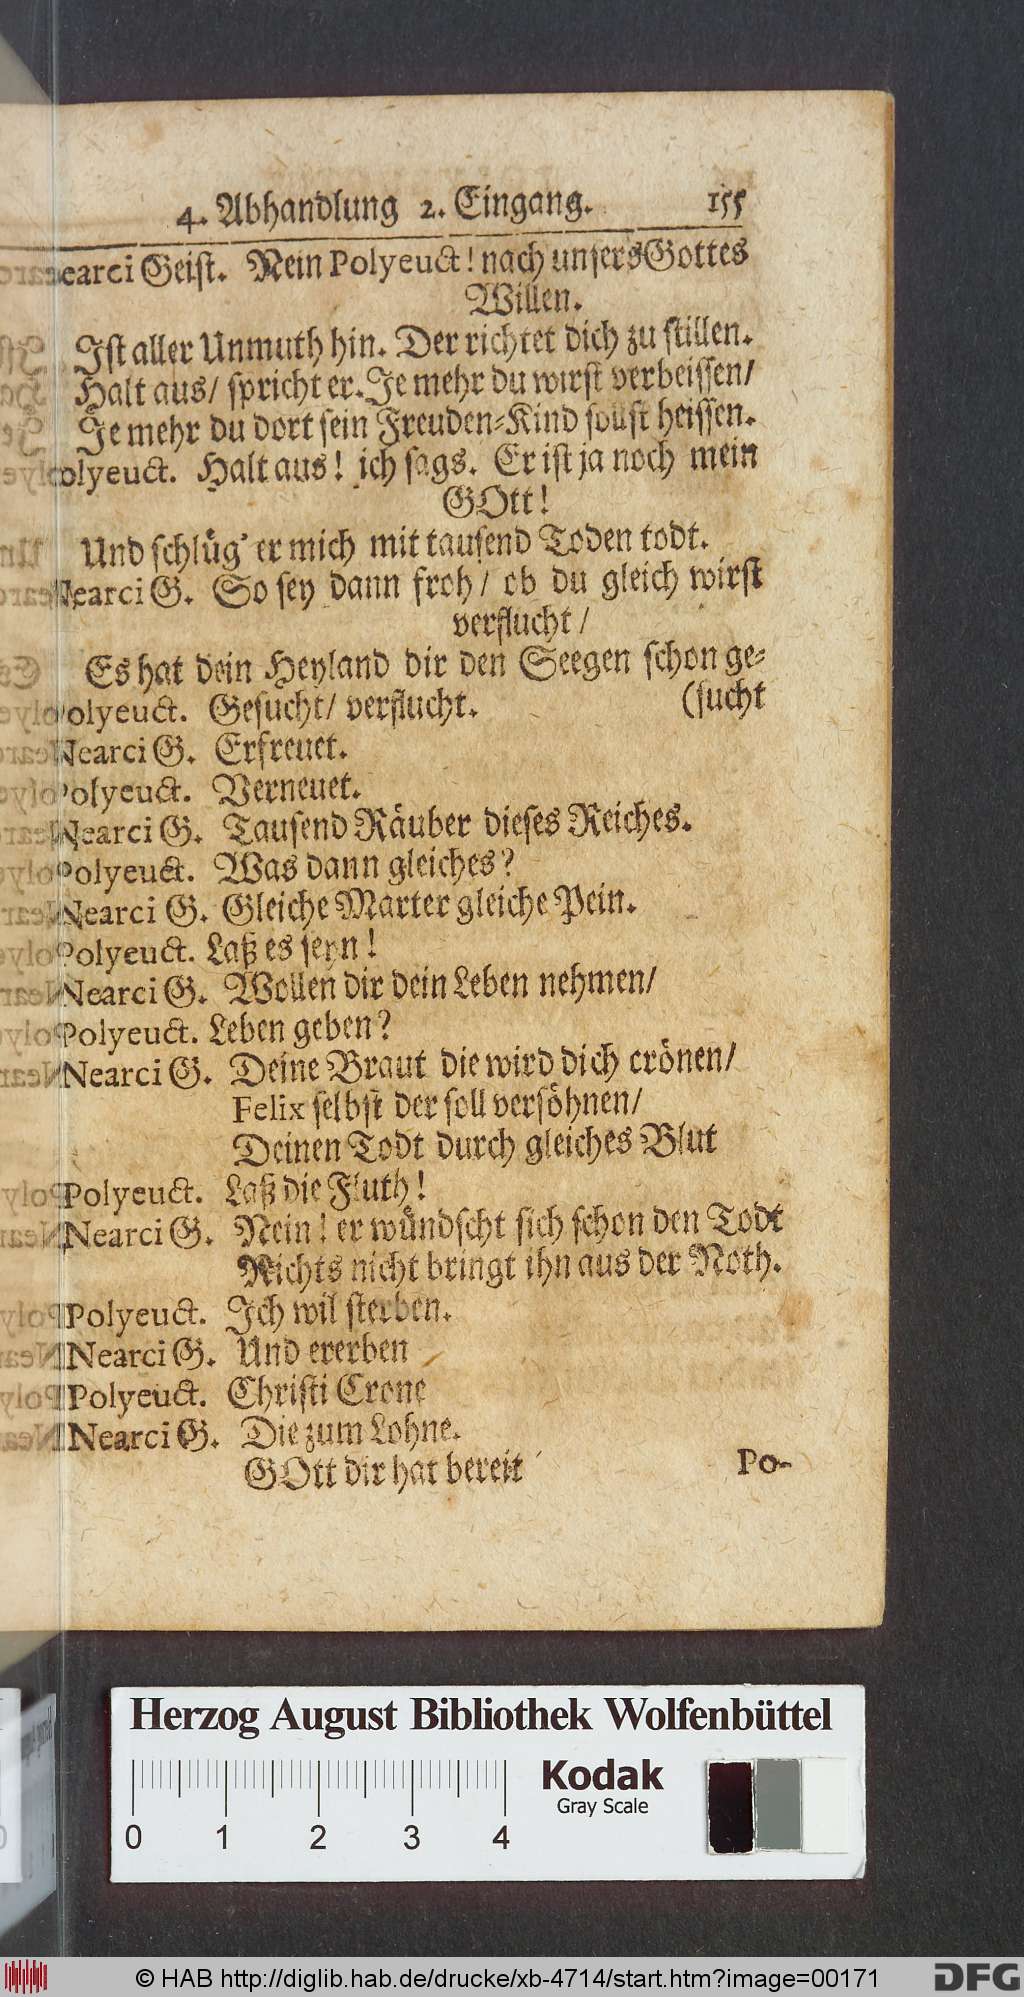 4. Abhandlung 2. Eingang. 155
Nearci Geist. Nein Polyeuct! nach unsers Gottes
Willen.
Ist aller Unmuth hin. Der richtet dich zu stillen.
Halt aus/ spricht er. Je mehr du wirst verbeissen/
Je mehr du dort sein Freuden-Kind soust heissen.
Polyeuct. Halt aus! ich sags. Er ist ja noch mein
GOtt!
Und schlüg' er mich mit tausend Toden todt.
Nearci G. So sey dann froh/ ob du gleich wirst
verflucht/
Es hat dein Heyland dir den Seegen schon ge-
Polyeuct. Gesucht/ verflucht. (sucht
Nearci G. Erfreuet.
Polyeuct. Verneuet.
Nearci G. Tausend Räuber dieses Reiches.
Polyeuct. Was dann gleiches?
Nearci G. Gleiche Marter gleiche Pein.
Polyeuct. Laß es seyn!
Nearci G. Wollen dir dein Leben nehmen/
Polyeuct. Leben geben?
Nearci G. Deine Braut die wird dich crönen/
Felix selbst der soll versöhnen/
Deinen Todt durch gleiches Blut
Polyeuct. Laß die Fluth!
Nearci G. Nein! er wündscht sich schon den Todt
Nichts nicht bringt ihn aus der Noth.
Polyeuct. Ich wil sterben.
Nearci G. Und ererben
Polyeuct. Christi Crone
Nearci G. Die zum Lohne.
GOtt dir hat bereit
Po-
Herzog August Bibliothek Wolfenbüttel
Kodak
Gray Scale
0 1 2 3 4
© HAB http://diglib.hab.de/drucke/xb-4714/start.htm?image=00171
DFG